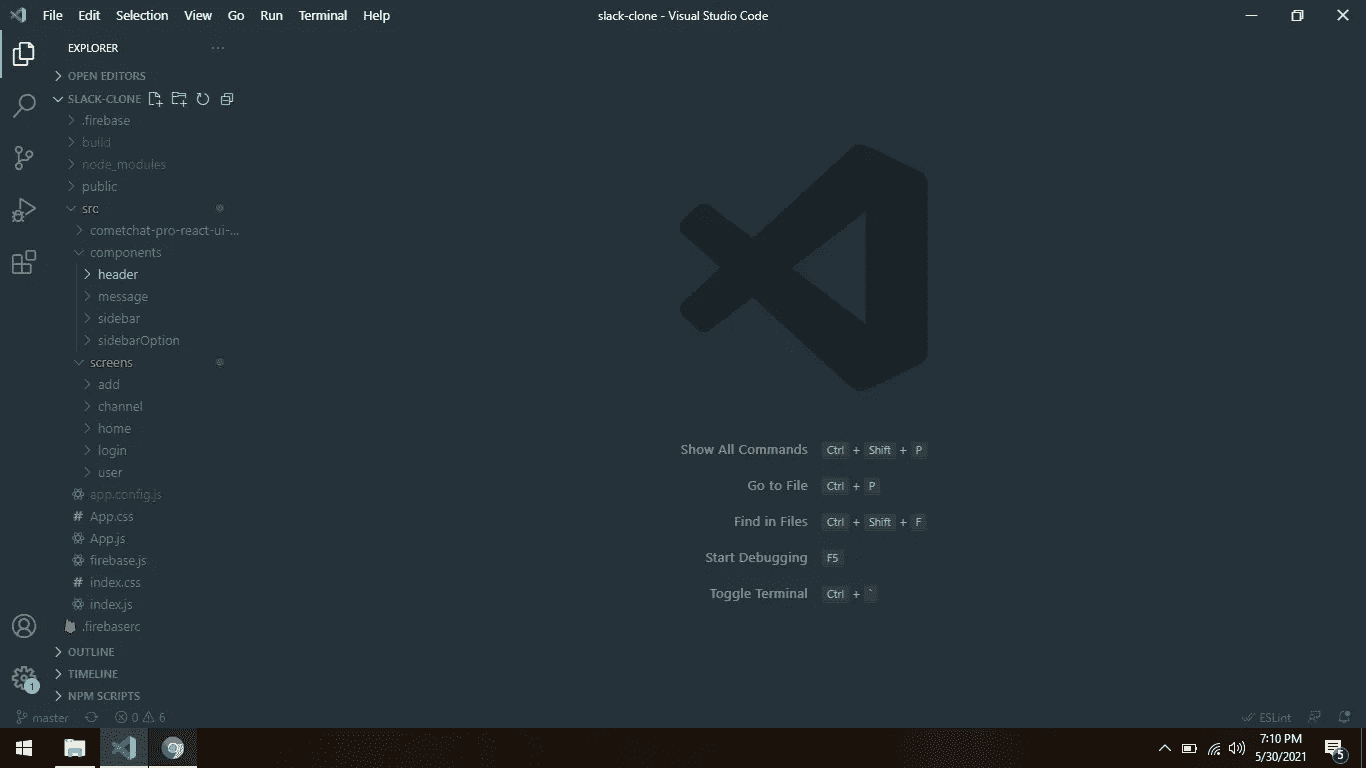 File Edit Selection View Go Run Terminal Help slack-clone - Visual Studio Code
EXPLORER ...
OPEN EDITORS
SLACK-CLONE
.firebase
build
node_modules
public
src
cometchat-pro-react-ui-...
components
header
message
sidebar
sidebarOption
screens
add
channel
home
login
user
app.config.js
# App.css
App.js
firebase.js
# index.css
index.js
.firebaserc
OUTLINE
TIMELINE
NPM SCRIPTS
Show All Commands Ctrl + Shift + P
Go to File Ctrl + P
Find in Files Ctrl + Shift + F
Start Debugging F5
Toggle Terminal Ctrl + `
1
master 0 6 ESLint
7:10 PM
5/30/2021
5